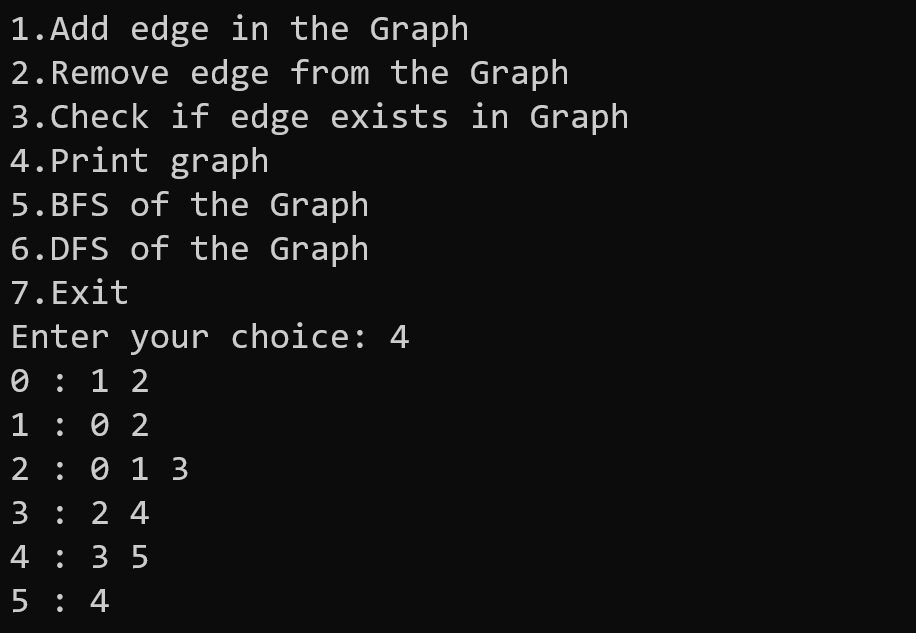 1.Add edge in the Graph
2.Remove edge from the Graph
3.Check if edge exists in Graph
4.Print graph
5.BFS of the Graph
6.DFS of the Graph
7.Exit
Enter your choice: 4
0 : 1 2
1 : 0 2
2 : 0 1 3
3 : 2 4
4 : 3 5
5 : 4